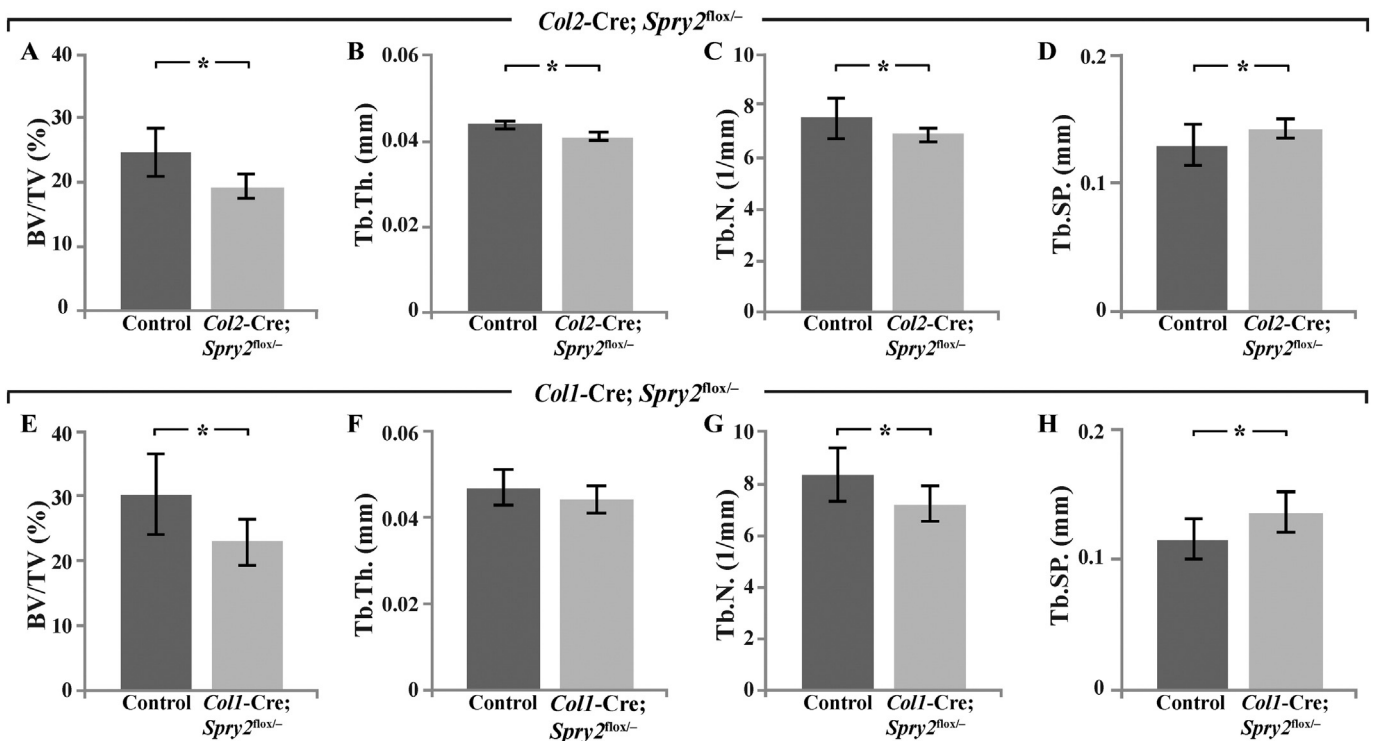 Col2-Cre; Spry2flox/–
A
BV/TV (%)
40
30
20
10
0
*
Control
Col2-Cre;
Spry2flox/–
B
Tb.Th. (mm)
0.06
0.04
0.02
0
*
Control
Col2-Cre;
Spry2flox/–
C
Tb.N. (1/mm)
10
8
6
4
2
0
*
Control
Col2-Cre;
Spry2flox/–
D
Tb.SP. (mm)
0.2
0.1
0
*
Control
Col2-Cre;
Spry2flox/–
Col1-Cre; Spry2flox/–
E
BV/TV (%)
40
30
20
10
0
*
Control
Col1-Cre;
Spry2flox/–
F
Tb.Th. (mm)
0.06
0.04
0.02
0
Control
Col1-Cre;
Spry2flox/–
G
Tb.N. (1/mm)
10
8
6
4
2
0
*
Control
Col1-Cre;
Spry2flox/–
H
Tb.SP. (mm)
0.2
0.1
0
*
Control
Col1-Cre;
Spry2flox/–